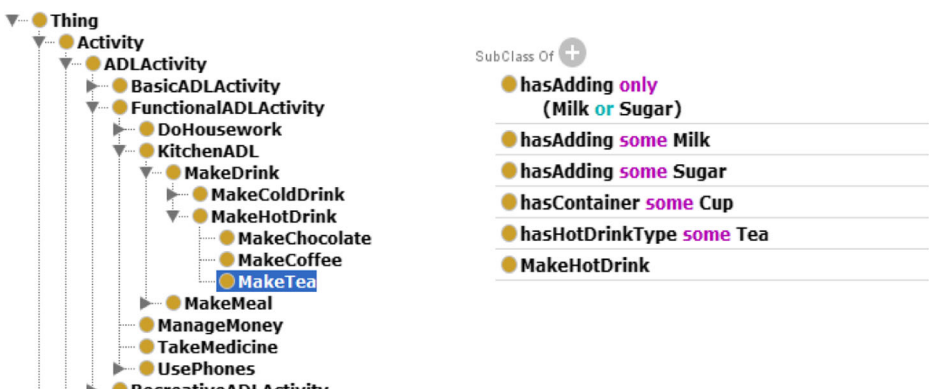 Thing
Activity
ADLActivity
BasicADLActivity
FunctionalADLActivity
DoHousework
KitchenADL
MakeDrink
MakeColdDrink
MakeHotDrink
MakeChocolate
MakeCoffee
MakeTea
MakeMeal
ManageMoney
TakeMedicine
UsePhones
RecreativeADLActivity
SubClass Of +
hasAdding only
(Milk or Sugar)
hasAdding some Milk
hasAdding some Sugar
hasContainer some Cup
hasHotDrinkType some Tea
MakeHotDrink